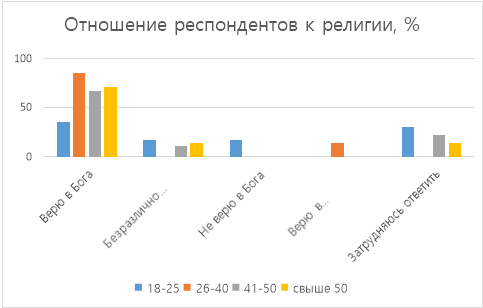 Отношение респондентов к религии, %
100
50
0
Верю в Бога
Безразлично...
Не верю в Бога
Верю в...
Затрудняюсь ответить
18-25 26-40 41-50 свыше 50